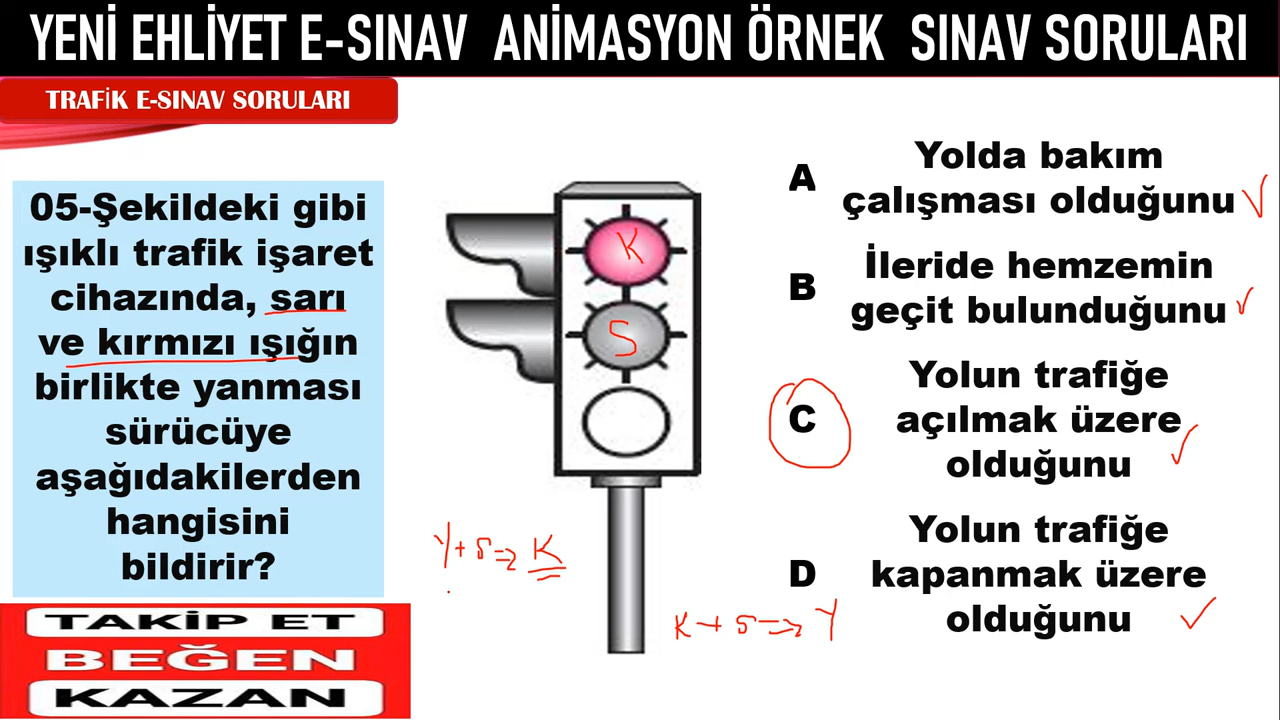 YENİ EHLİYET E-SINAV ANİMASYON ÖRNEK SINAV SORULARI
TRAFİK E-SINAV SORULARI
05-Şekildeki gibi
ışıklı trafik işaret
cihazında, sarı
ve kırmızı ışığın
birlikte yanması
sürücüye
aşağıdakilerden
hangisini
bildirir?
K
S
A
Yolda bakım
çalışması olduğunu
B
İleride hemzemin
geçit bulunduğunu
C
Yolun trafiğe
açılmak üzere
olduğunu
D
Yolun trafiğe
kapanmak üzere
olduğunu
Y+S=>K
K+S=>Y
TAKİP ET
BEĞEN
KAZAN